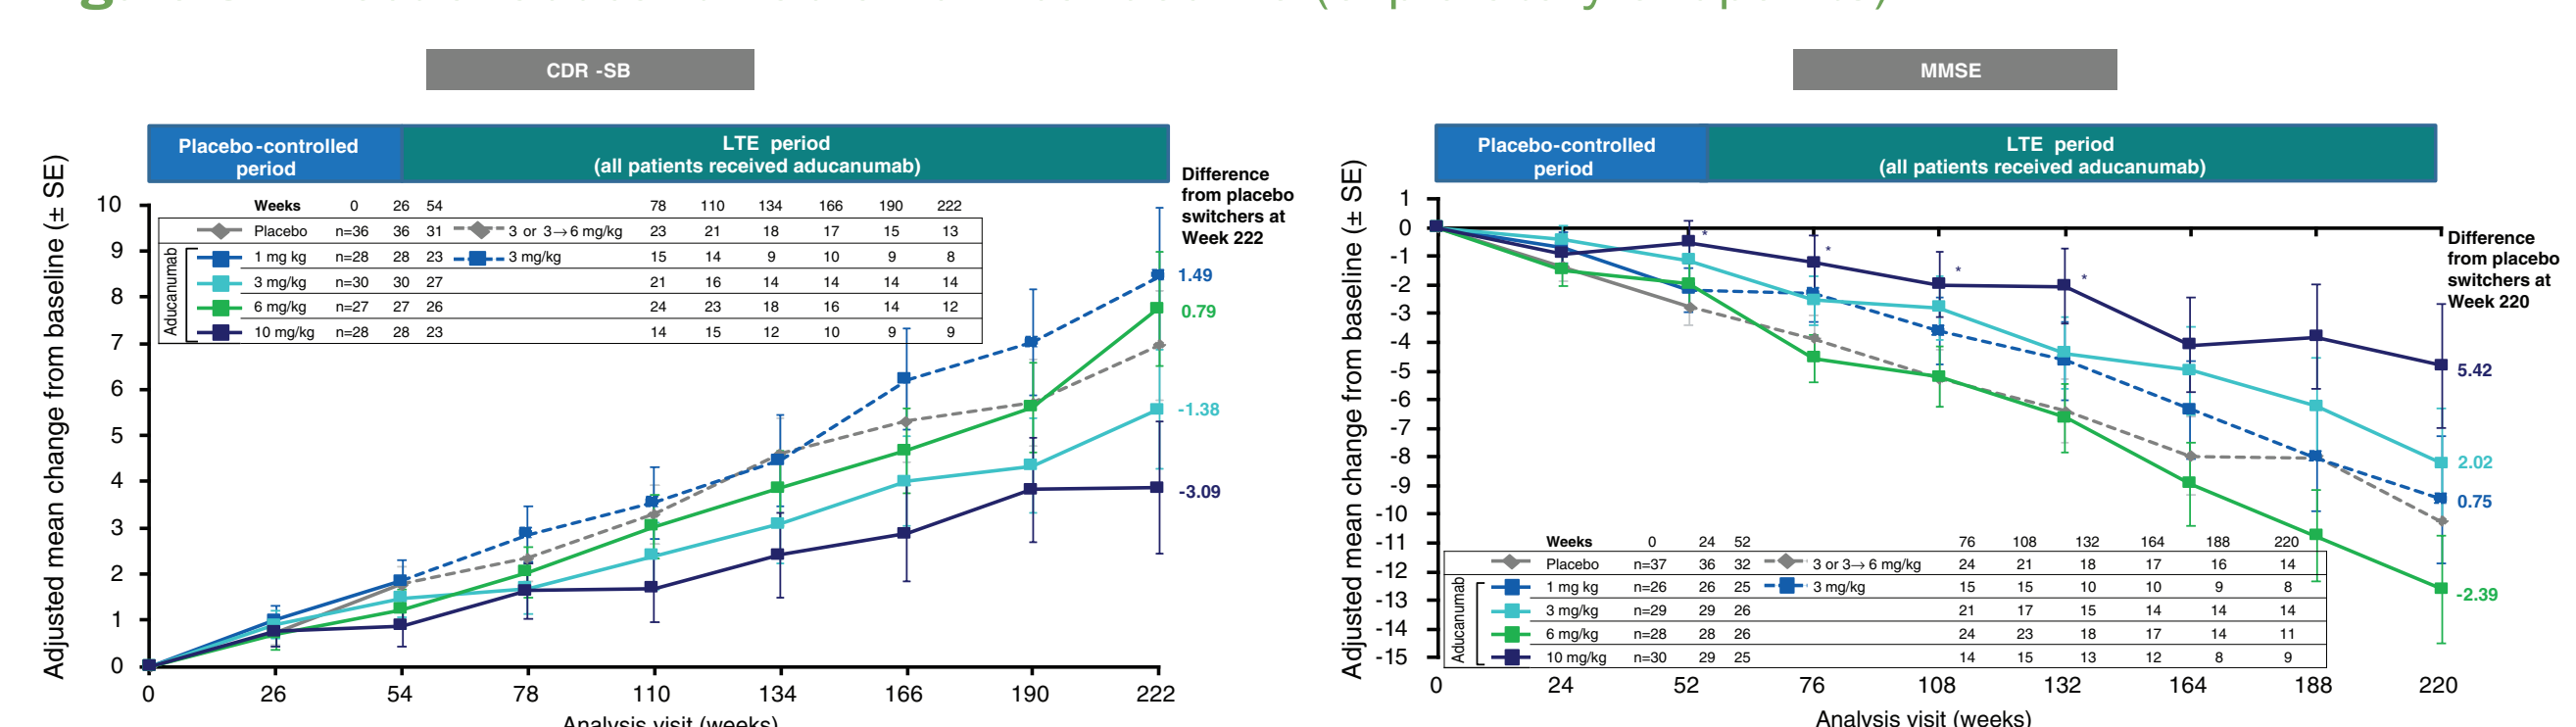 CDR -SB
Placebo-controlled period
LTE period
(all patients received aducanumab)
Difference from placebo switchers at Week 222
Adjusted mean change from baseline (± SE)
10
9
8
7
6
5
4
3
2
1
0
Weeks 0 26 54 78 110 134 166 190 222
Placebo n=36 36 31 3 or 3→6 mg/kg 23 21 18 17 15 13
Aducanumab
1 mg kg n=28 28 23 3 mg/kg 15 14 9 10 9 8
3 mg/kg n=30 30 27 21 16 14 14 14 14
6 mg/kg n=27 27 26 24 23 18 16 14 12
10 mg/kg n=28 28 23 14 15 12 10 9 9
1.49
0.79
-1.38
-3.09
0 26 54 78 110 134 166 190 222
Analysis visit (weeks)
MMSE
Placebo-controlled period
LTE period
(all patients received aducanumab)
Difference from placebo switchers at Week 220
Adjusted mean change from baseline (± SE)
1
0
-1
-2
-3
-4
-5
-6
-7
-8
-9
-10
-11
-12
-13
-14
-15
* * * *
5.42
2.02
0.75
-2.39
Weeks 0 24 52 76 108 132 164 188 220
Placebo n=37 36 32 3 or 3→ 6 mg/kg 24 21 18 17 16 14
Aducanumab
1 mg kg n=26 26 25 3 mg/kg 15 15 10 10 9 8
3 mg/kg n=29 29 26 21 17 15 14 14 14
6 mg/kg n=28 28 26 24 23 18 17 14 11
10 mg/kg n=30 29 25 14 15 13 12 8 9
0 24 52 76 108 132 164 188 220
Analysis visit (weeks)